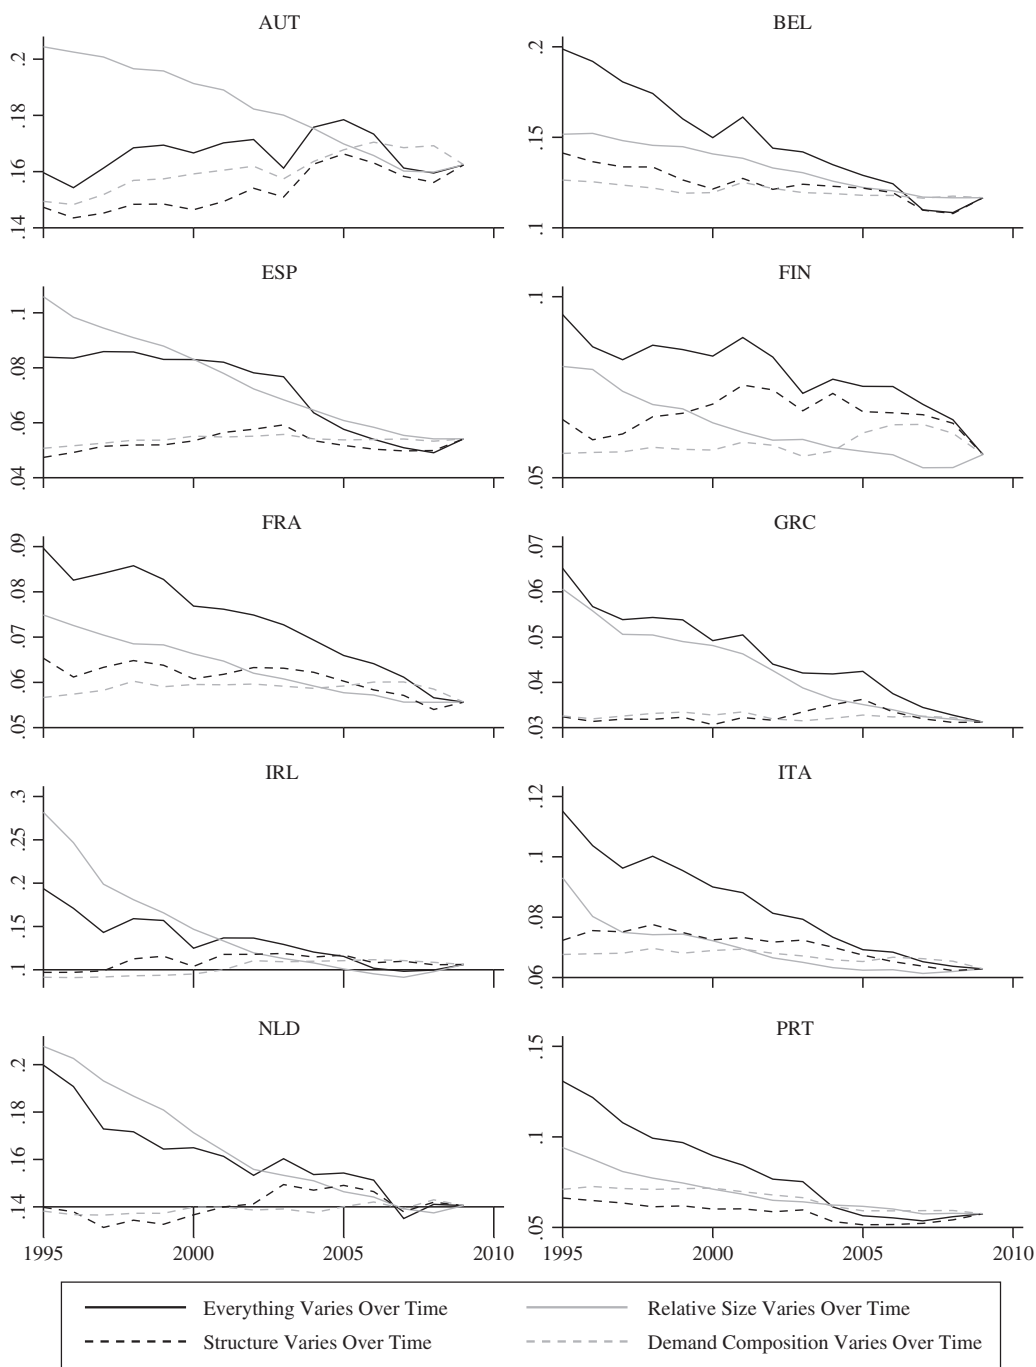 AUT
.2
.18
.16
.14
BEL
.2
.15
.1
ESP
.1
.08
.06
.04
FIN
.1
.05
FRA
.09
.08
.07
.06
.05
GRC
.07
.06
.05
.04
.03
IRL
.3
.25
.2
.15
.1
ITA
.12
.1
.08
.06
NLD
.2
.18
.16
.14
1995 2000 2005 2010
PRT
.15
.1
.05
1995 2000 2005 2010
Everything Varies Over Time
Relative Size Varies Over Time
Structure Varies Over Time
Demand Composition Varies Over Time